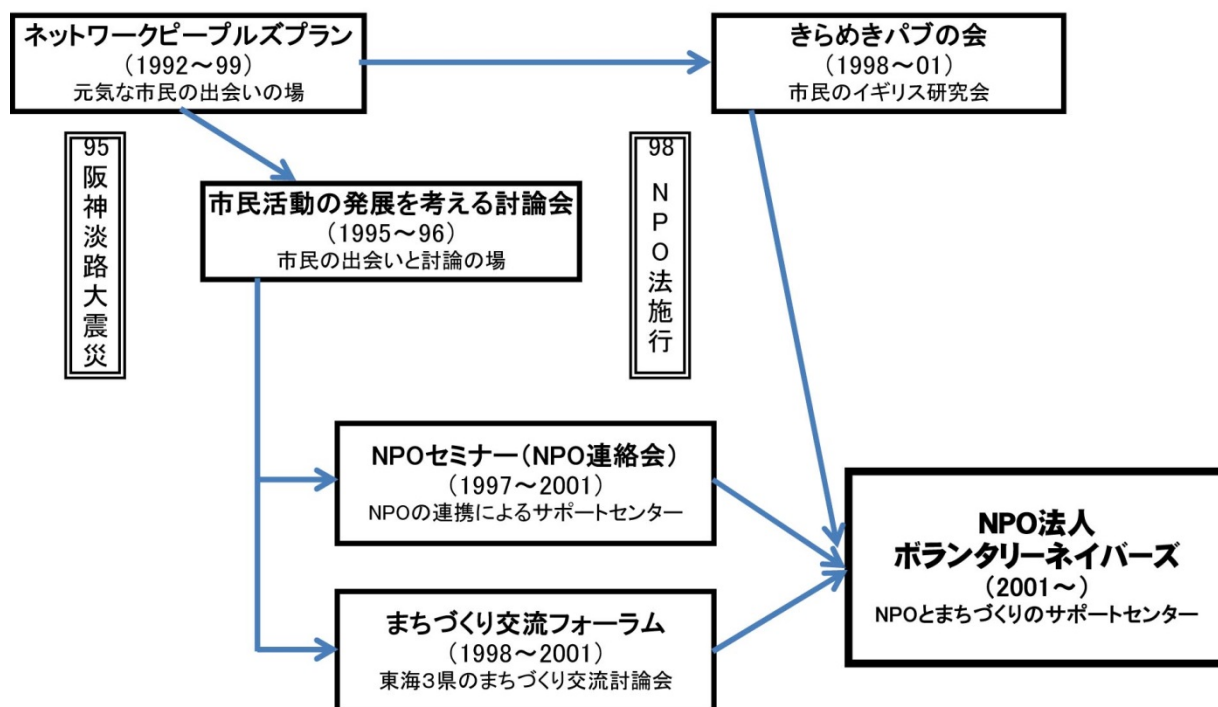 ネットワークピープルズプラン
(1992～99)
元気な市民の出会いの場
きらめきパブの会
(1998～01)
市民のイギリス研究会
95阪神淡路大震災
98 NPO法施行
市民活動の発展を考える討論会
(1995～96)
市民の出会いと討論の場
NPOセミナー(NPO連絡会)
(1997～2001)
NPOの連携によるサポートセンター
まちづくり交流フォーラム
(1998～2001)
東海3県のまちづくり交流討論会
NPO法人
ボランタリーネイバーズ
(2001～)
NPOとまちづくりのサポートセンター